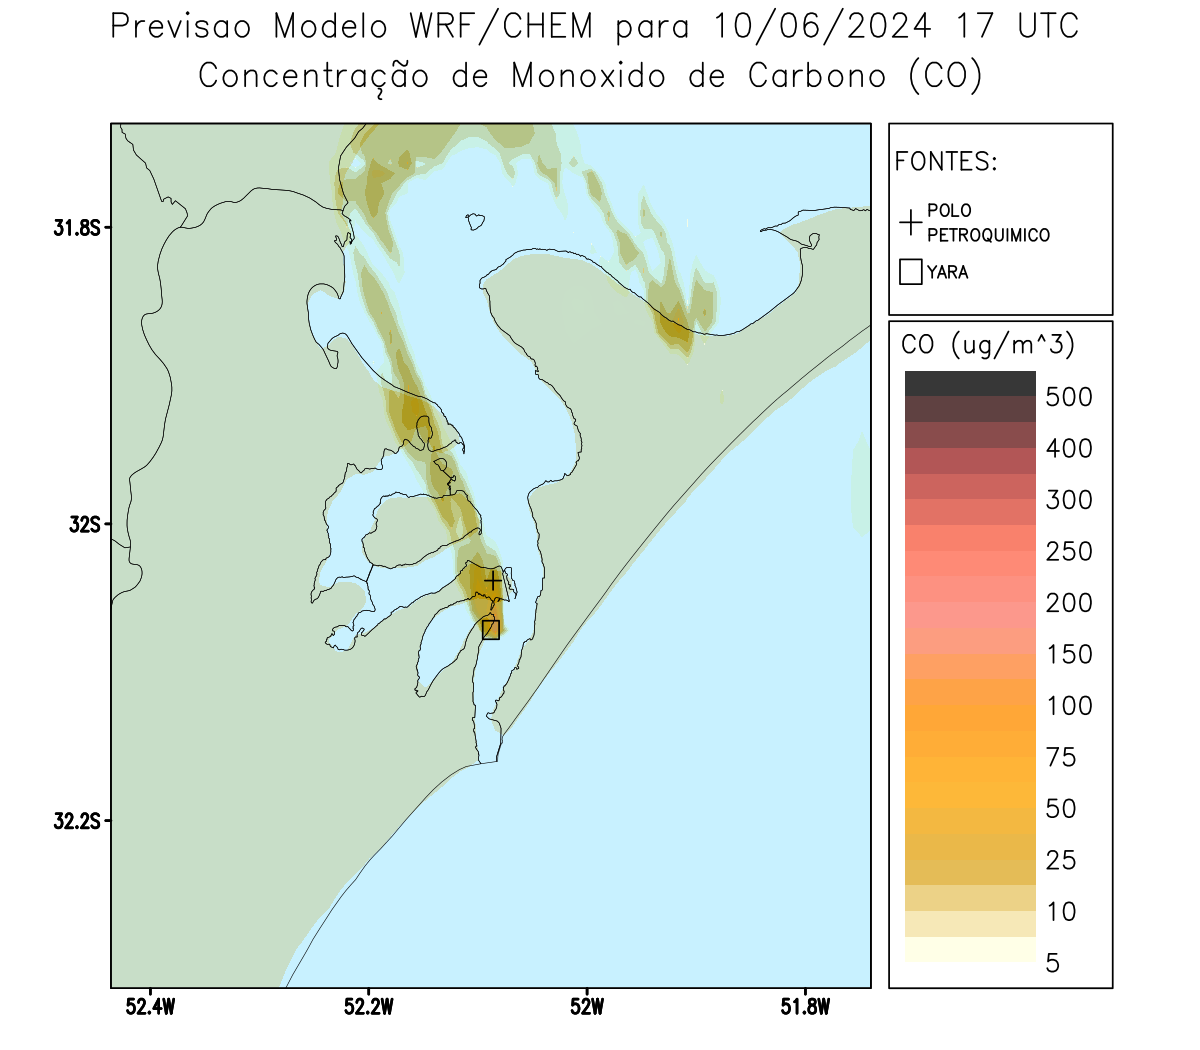 Previsao Modelo WRF/CHEM para 10/06/2024 17 UTC
Concentração de Monoxido de Carbono (CO)
FONTES:
POLO
PETROQUIMICO
YARA
CO (ug/m^3)
500
400
300
250
200
150
100
75
50
25
10
5
31.8S
32S
32.2S
52.4W
52.2W
52W
51.8W